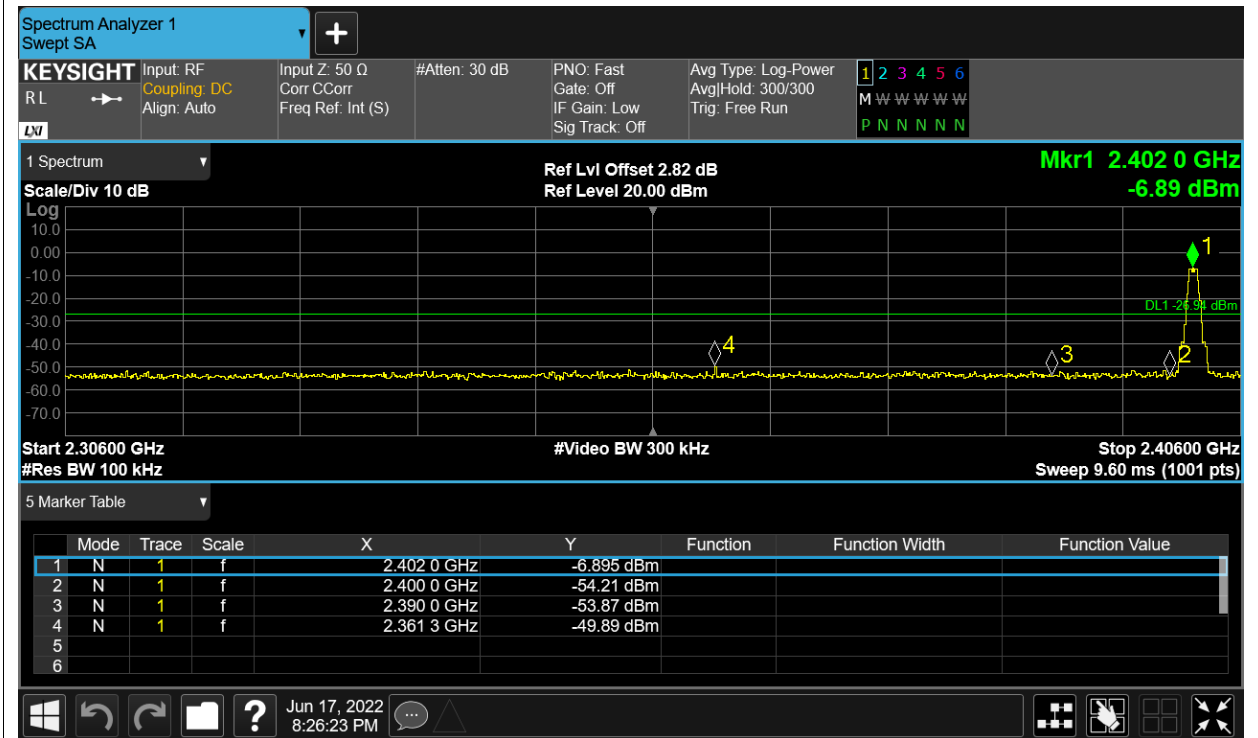 Spectrum Analyzer 1
Swept SA
+
KEYSIGHT
R L
LXI
Input: RF
Coupling: DC
Align: Auto
Input Z: 50 Ω
Corr CCorr
Freq Ref: Int (S)
#Atten: 30 dB
PNO: Fast
Gate: Off
IF Gain: Low
Sig Track: Off
Avg Type: Log-Power
Avg|Hold: 300/300
Trig: Free Run
1 2 3 4 5 6
M W W W W W
P N N N N N
1 Spectrum
Scale/Div 10 dB
Ref Lvl Offset 2.82 dB
Ref Level 20.00 dBm
Mkr1 2.402 0 GHz
-6.89 dBm
Log
10.0
0.00
-10.0
-20.0
-30.0
-40.0
-50.0
-60.0
-70.0
1
DL1 -26.94 dBm
4
3
2
Start 2.30600 GHz
#Res BW 100 kHz
#Video BW 300 kHz
Stop 2.40600 GHz
Sweep 9.60 ms (1001 pts)
5 Marker Table
Mode Trace Scale X Y Function Function Width Function Value
1 N 1 f 2.402 0 GHz -6.895 dBm
2 N 1 f 2.400 0 GHz -54.21 dBm
3 N 1 f 2.390 0 GHz -53.87 dBm
4 N 1 f 2.361 3 GHz -49.89 dBm
5
6
?
Jun 17, 2022
8:26:23 PM